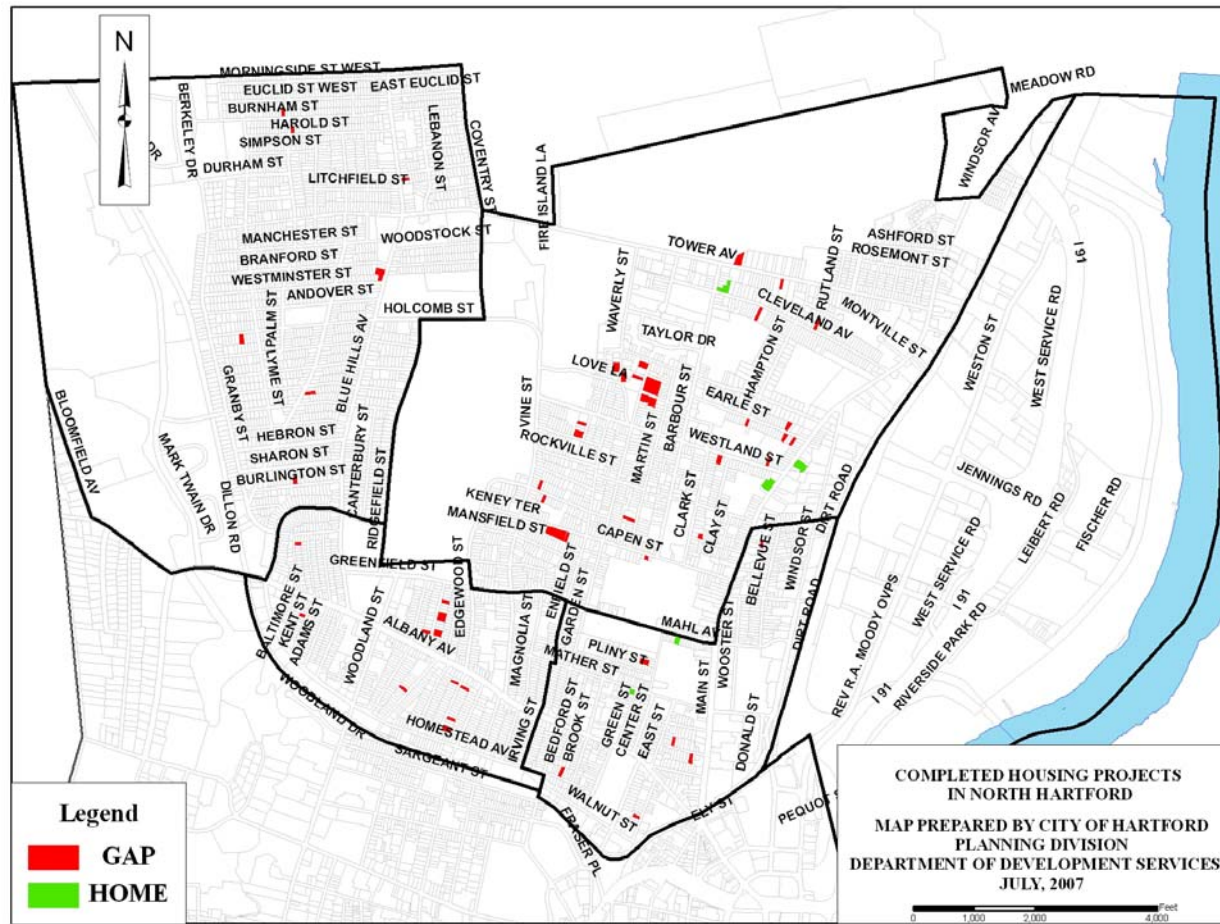 N
MORNINGSIDE ST WEST
EUCLID ST WEST
EAST EUCLID ST
BURNHAM ST
HAROLD ST
SIMPSON ST
BERKELEY DR
DR
DURHAM ST
LEBANON ST
COVENTRY ST
LITCHFIELD ST
MANCHESTER ST
WOODSTOCK ST
BRANFORD ST
WESTMINSTER ST
ANDOVER ST
HOLCOMB ST
PALM ST
LYME ST
GRANBY ST
BLUE HILLS AV
HEBRON ST
SHARON ST
BURLINGTON ST
CANTERBURY ST
RIDGEFIELD ST
BLOOMFIELD AV
MARK TWAIN DR
DILLON RD
FIRE ISLAND LA
MEADOW RD
WINDSOR AV
ASHFORD ST
ROSEMONT ST
TOWER AV
RUTLAND ST
CLEVELAND AV
MONTVILLE ST
WAVERLY ST
TAYLOR DR
HAMPTON ST
LOVE LA
BARBOUR ST
EARLE ST
VINE ST
ROCKVILLE ST
MARTIN ST
WESTLAND ST
KENEY TER
MANSFIELD ST
CAPEN ST
CLARK ST
CLAY ST
BELLEVUE ST
WINDSOR ST
DIRT ROAD
I 91
WEST SERVICE RD
WESTON ST
JENNINGS RD
LEIBERT RD
FISCHER RD
WEST SERVICE RD
I 91
REV R.A. MOODY OVPS
RIVERSIDE PARK RD
I 91
GREENFIELD ST
EDGEWOOD ST
ENFIELD ST
GARDEN ST
MAHL AV
BALTIMORE ST
KENT ST
ADAMS ST
WOODLAND ST
ALBANY AV
MAGNOLIA ST
PLINY ST
MATHER ST
MAIN ST
WOOSTER ST
DIRT ROAD
WOODLAND DR
HOMESTEAD AV
SARGEANT ST
IRVING ST
BEDFORD ST
BROOK ST
GREEN ST
CENTER ST
EAST ST
DONALD ST
WALNUT ST
ELY ST
FRASER PL
PEQUOT
Legend
GAP
HOME
COMPLETED HOUSING PROJECTS
IN NORTH HARTFORD
MAP PREPARED BY CITY OF HARTFORD
PLANNING DIVISION
DEPARTMENT OF DEVELOPMENT SERVICES
JULY, 2007
Feet
0 1,000 2,000 4,000